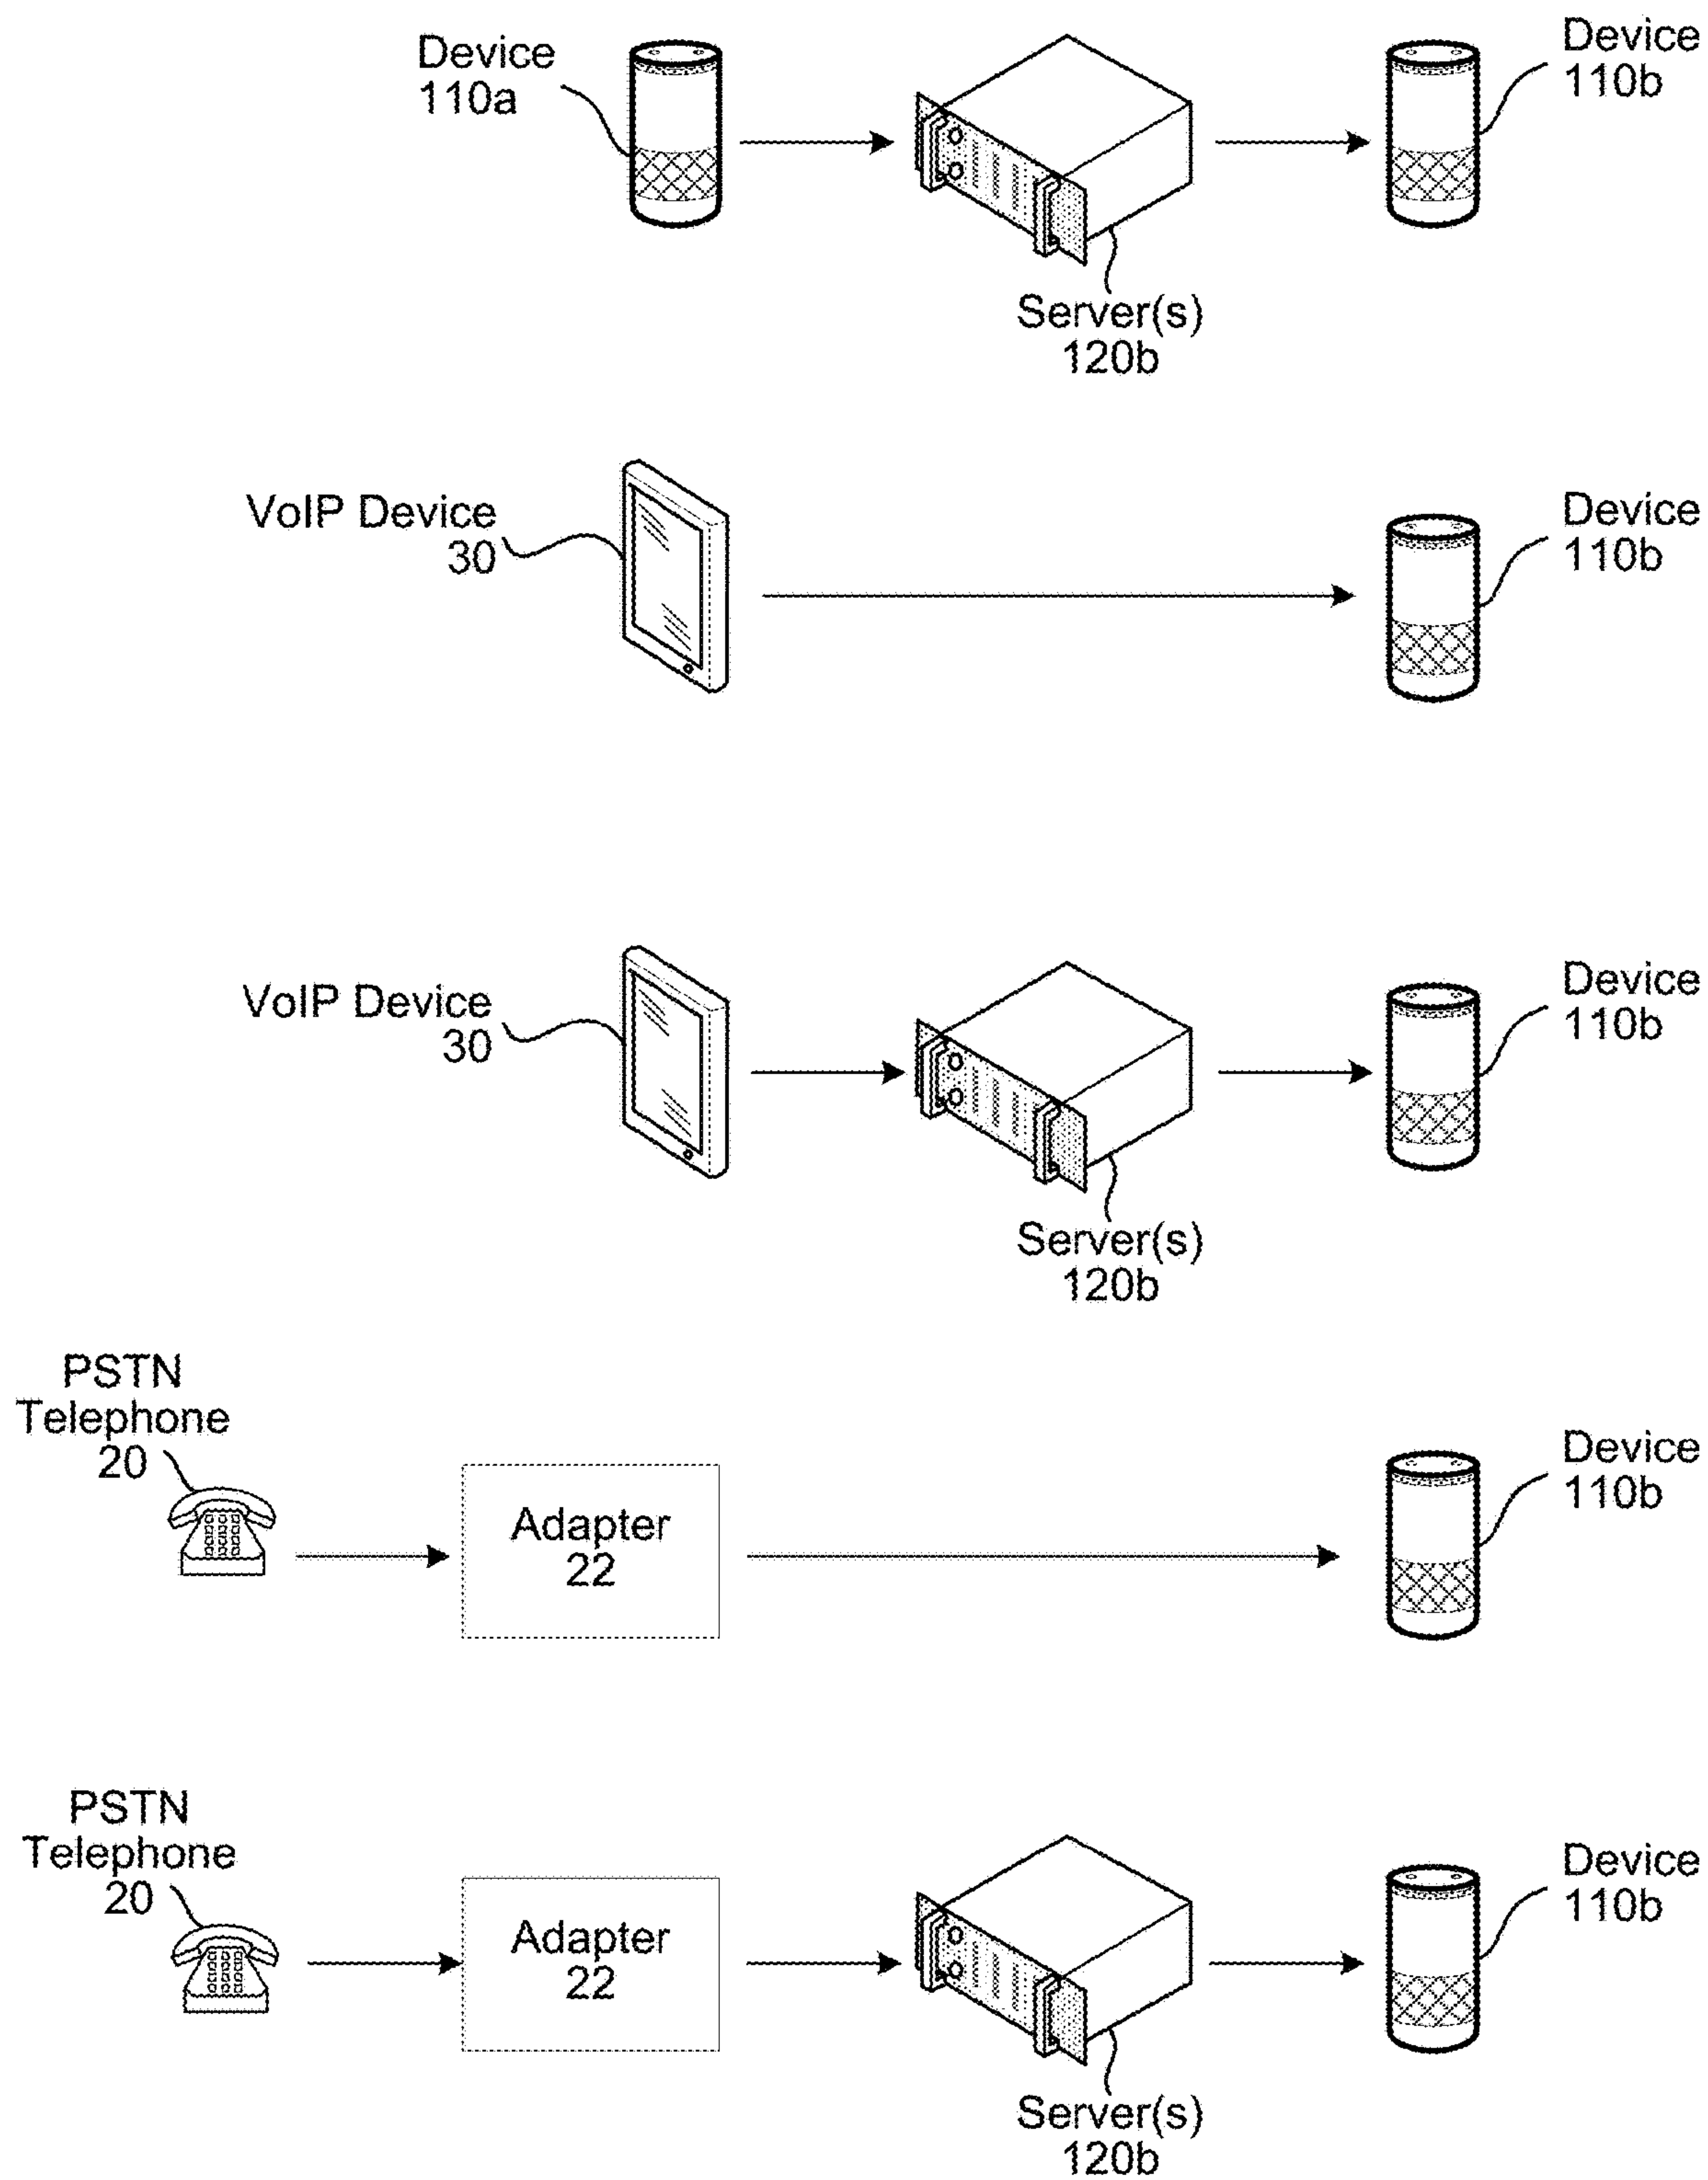 Device
110a
Device
110b
Server(s)
120b
VoIP Device
30
Device
110b
VoIP Device
30
Device
110b
Server(s)
120b
PSTN
Telephone
20
Adapter
22
Device
110b
PSTN
Telephone
20
Adapter
22
Device
110b
Server(s)
120b